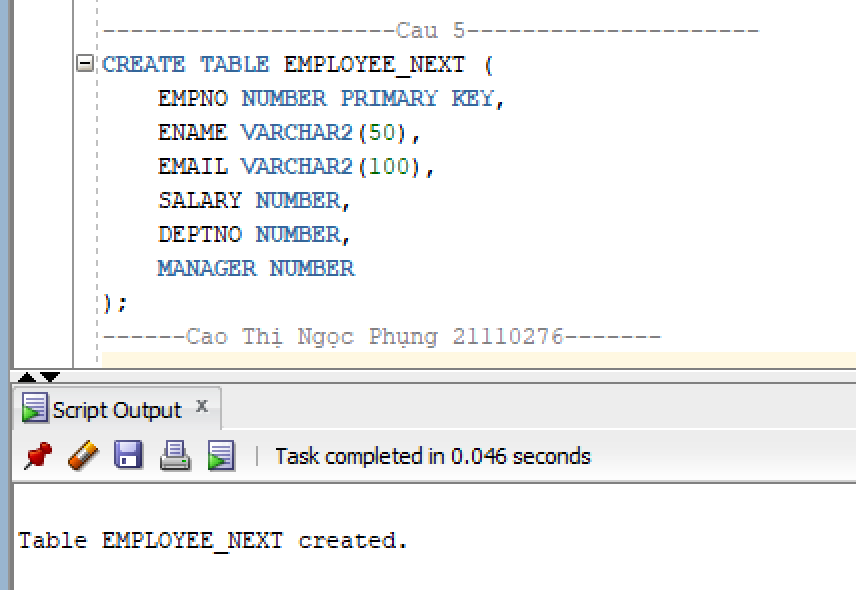 ---------------------Cau 5---------------------
CREATE TABLE EMPLOYEE_NEXT (
EMPNO NUMBER PRIMARY KEY,
ENAME VARCHAR2(50),
EMAIL VARCHAR2(100),
SALARY NUMBER,
DEPTNO NUMBER,
MANAGER NUMBER
);
------Cao Thị Ngọc Phụng 21110276-------
Script Output x
Task completed in 0.046 seconds
Table EMPLOYEE_NEXT created.